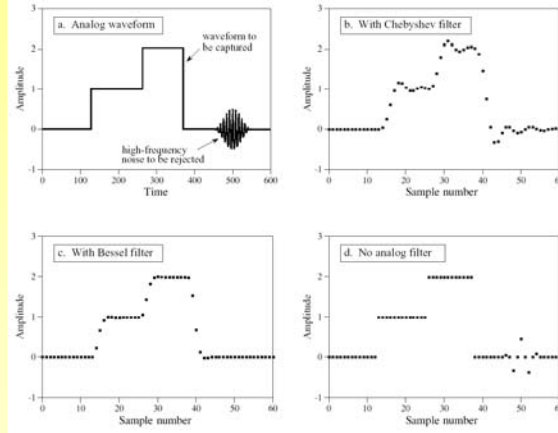 a. Analog waveform
waveform to
be captured
high-frequency
noise to be rejected
Amplitude
3
2
1
0
-1
0 100 200 300 400 500 600
Time
b. With Chebyshev filter
Amplitude
3
2
1
0
-1
0 10 20 30 40 50 60
Sample number
c. With Bessel filter
Amplitude
3
2
1
0
-1
0 10 20 30 40 50 60
Sample number
d. No analog filter
Amplitude
3
2
1
0
-1
0 10 20 30 40 50 60
Sample number